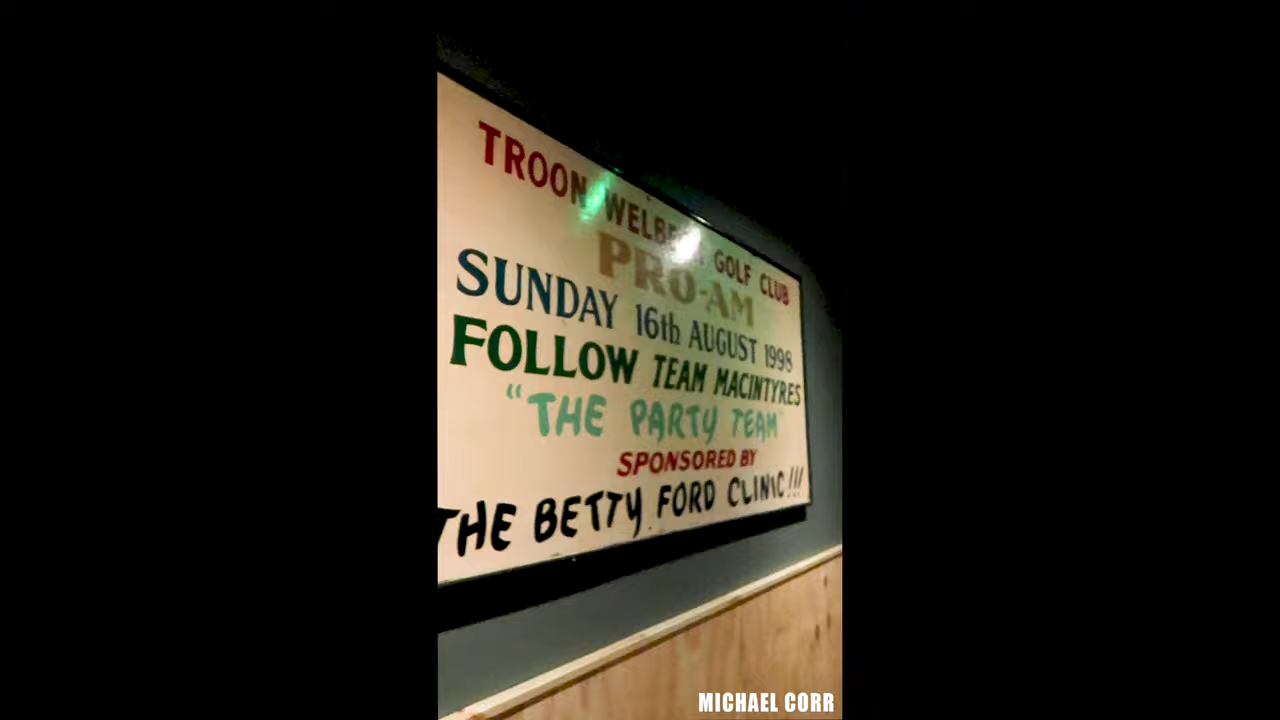 TROON WELBECK GOLF CLUB
PRO-AM
SUNDAY 16th AUGUST 1998
FOLLOW TEAM MACINTYRES
"THE PARTY TEAM"
SPONSORED BY
THE BETTY FORD CLINIC!!!
MICHAEL CORR